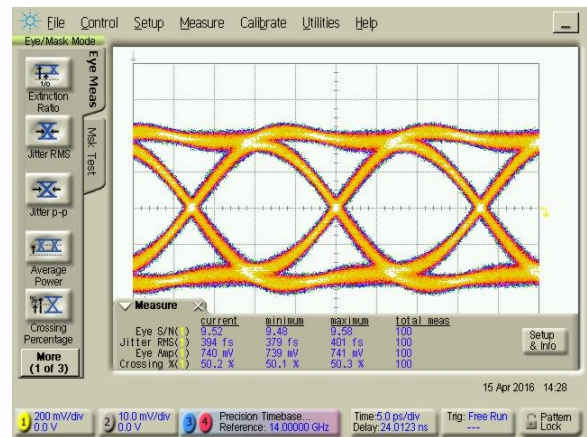 File Control Setup Measure Calibrate Utilities Help
Eye/Mask Mode
Extinction
Ratio
Jitter RMS
Jitter p-p
Average
Power
Crossing
Percentage
More
(1 of 3)
Eye Meas
Msk Test
Measure
current minimum maximum total meas
Eye S/N( ) 9.52 9.48 9.58 100
Jitter RMS( ) 394 fs 379 fs 401 fs 100
Eye Amp( ) 740 mV 739 mV 741 mV 100
Crossing %( ) 50.2 % 50.1 % 50.3 % 100
Setup
& Info
15 Apr 2016 14:28
1 200 mV/div
0.0 V
2 10.0 mV/div
0.0 V
3 4 Precision Timebase...
Reference: 14.00000 GHz
Time:5.0 ps/div
Delay:24.0123 ns
Trig: Free Run
---
Pattern
Lock